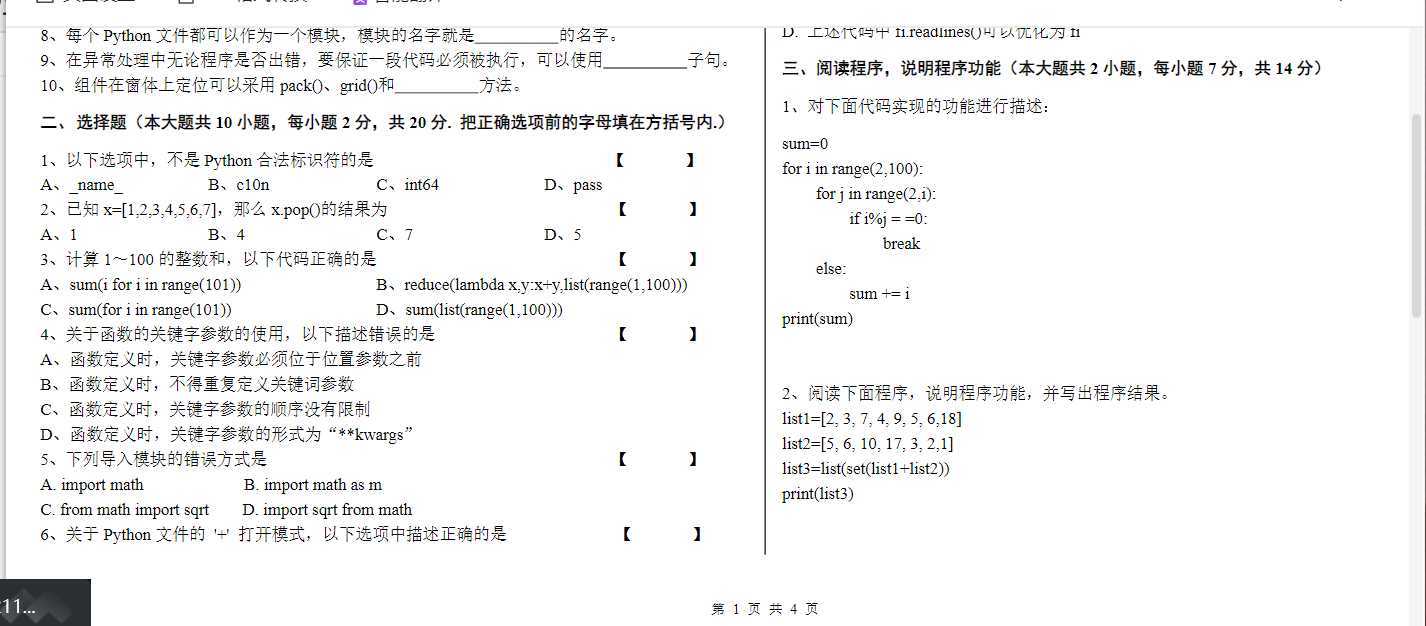 8、每个 Python 文件都可以作为一个模块，模块的名字就是__________的名字。
9、在异常处理中无论程序是否出错，要保证一段代码必须被执行，可以使用__________子句。
10、组件在窗体上定位可以采用 pack()、grid()和__________方法。
二、选择题（本大题共 10 小题，每小题 2 分，共 20 分. 把正确选项前的字母填在方括号内.）
1、以下选项中，不是 Python 合法标识符的是 【 】
A、_name_ B、c10n C、int64 D、pass
2、已知 x=[1,2,3,4,5,6,7]，那么 x.pop()的结果为 【 】
A、1 B、4 C、7 D、5
3、计算 1～100 的整数和，以下代码正确的是 【 】
A、sum(i for i in range(101)) B、reduce(lambda x,y:x+y,list(range(1,100)))
C、sum(for i in range(101)) D、sum(list(range(1,100)))
4、关于函数的关键字参数的使用，以下描述错误的是 【 】
A、函数定义时，关键字参数必须位于位置参数之前
B、函数定义时，不得重复定义关键词参数
C、函数定义时，关键字参数的顺序没有限制
D、函数定义时，关键字参数的形式为“**kwargs”
5、下列导入模块的错误方式是 【 】
A. import math B. import math as m
C. from math import sqrt D. import sqrt from math
6、关于 Python 文件的 '+' 打开模式，以下选项中描述正确的是 【 】
D. 上述代码中 fi.readlines()可以优化为 fi
三、阅读程序，说明程序功能（本大题共 2 小题，每小题 7 分，共 14 分）
1、对下面代码实现的功能进行描述：
sum=0
for i in range(2,100):
for j in range(2,i):
if i%j = =0:
break
else:
sum += i
print(sum)
2、阅读下面程序，说明程序功能，并写出程序结果。
list1=[2, 3, 7, 4, 9, 5, 6,18]
list2=[5, 6, 10, 17, 3, 2,1]
list3=list(set(list1+list2))
print(list3)
第 1 页 共 4 页
11...